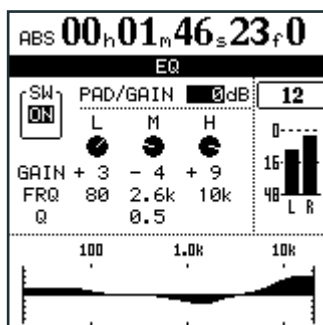 ABS 00h01m46s23f0
EQ
SW
ON
PAD/GAIN 0dB
12
L M H
GAIN + 3 - 4 + 9
FRQ 80 2.6k 10k
Q 0.5
0
16
48
L R
100 1.0k 10k